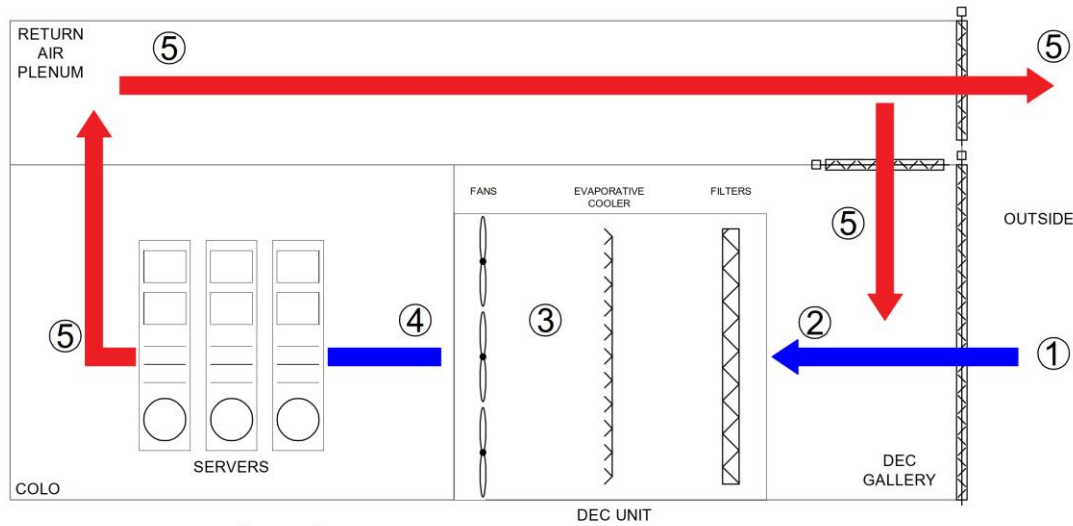 RETURN
AIR
PLENUM
⑤
⑤
FANS
EVAPORATIVE
COOLER
FILTERS
⑤
OUTSIDE
⑤
④
③
②
①
SERVERS
DEC
GALLERY
COLO
DEC UNIT